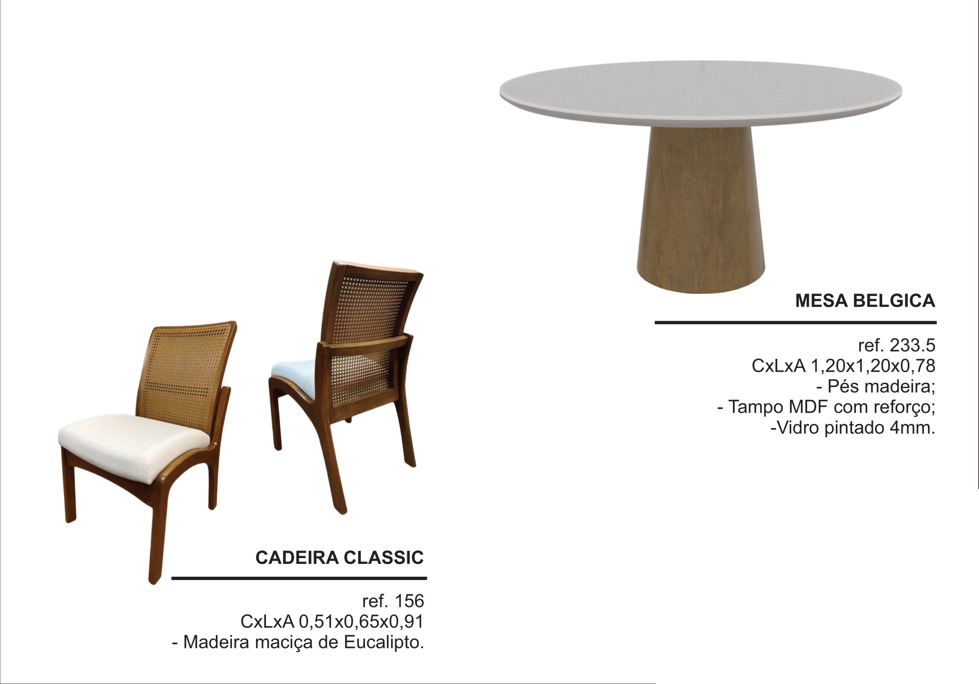 MESA BELGICA
ref. 233.5
CxLxA 1,20x1,20x0,78
- Pés madeira;
- Tampo MDF com reforço;
-Vidro pintado 4mm.
CADEIRA CLASSIC
ref. 156
CxLxA 0,51x0,65x0,91
- Madeira maciça de Eucalipto.